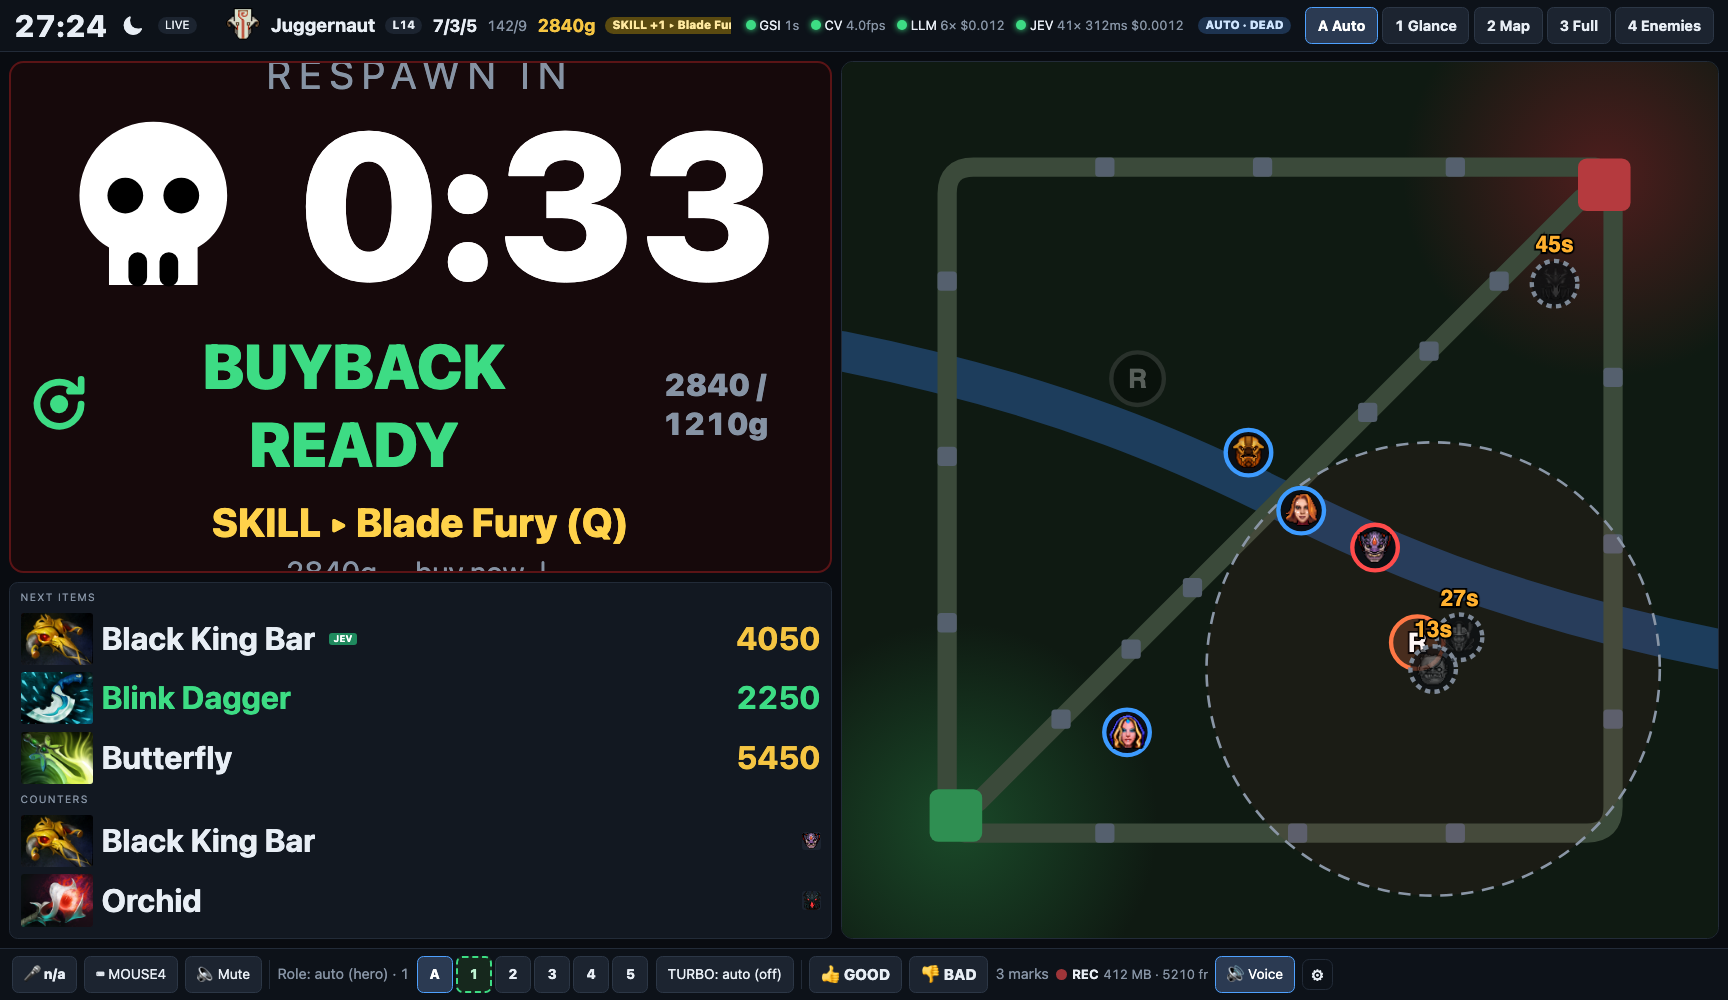 27:24 LIVE Juggernaut L14 7/3/5 142/9 2840g SKILL +1 ▸ Blade Fur GSI 1s CV 4.0fps LLM 6× $0.012 JEV 41× 312ms $0.0012 AUTO · DEAD A Auto 1 Glance 2 Map 3 Full 4 Enemies
RESPAWN IN
0:33
BUYBACK
READY
2840 /
1210g
SKILL ▸ Blade Fury (Q)
NEXT ITEMS
Black King Bar JEV 4050
Blink Dagger 2250
Butterfly 5450
COUNTERS
Black King Bar
Orchid
45s
R
27s
13s
n/a MOUSE4 Mute Role: auto (hero) · 1 A 1 2 3 4 5 TURBO: auto (off) GOOD BAD 3 marks REC 412 MB · 5210 fr Voice